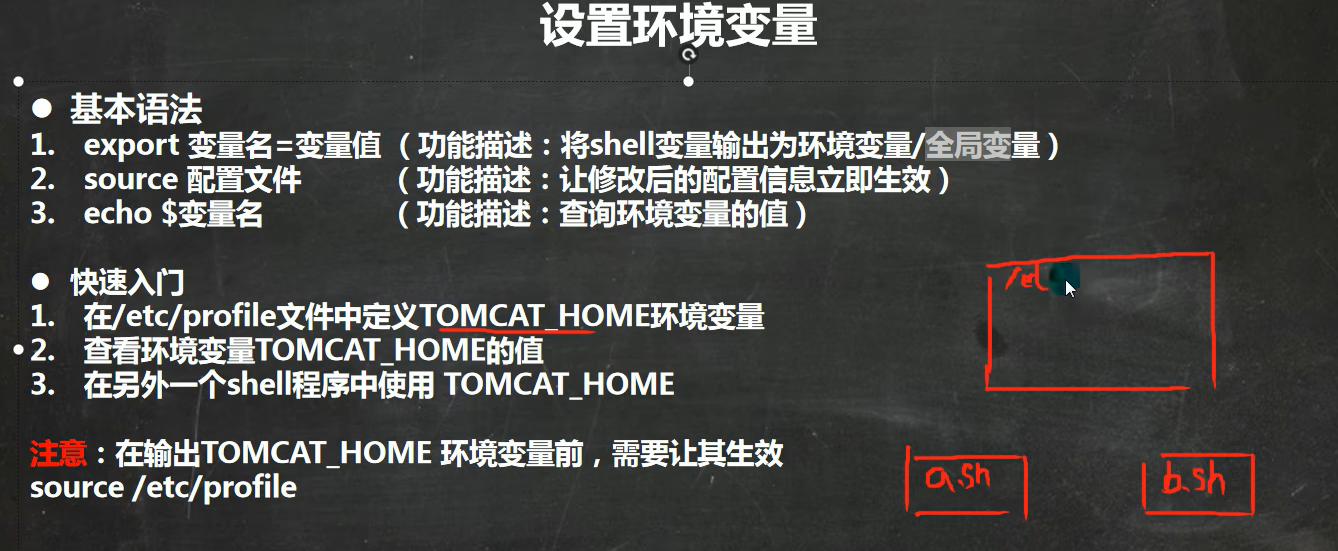 设置环境变量
● 基本语法
1. export 变量名=变量值（功能描述：将shell变量输出为环境变量/全局变量）
2. source 配置文件 （功能描述：让修改后的配置信息立即生效）
3. echo $变量名 （功能描述：查询环境变量的值）
● 快速入门
1. 在/etc/profile文件中定义TOMCAT_HOME环境变量
2. 查看环境变量TOMCAT_HOME的值
3. 在另外一个shell程序中使用 TOMCAT_HOME
注意：在输出TOMCAT_HOME 环境变量前，需要让其生效
source /etc/profile
a.sh
b.sh